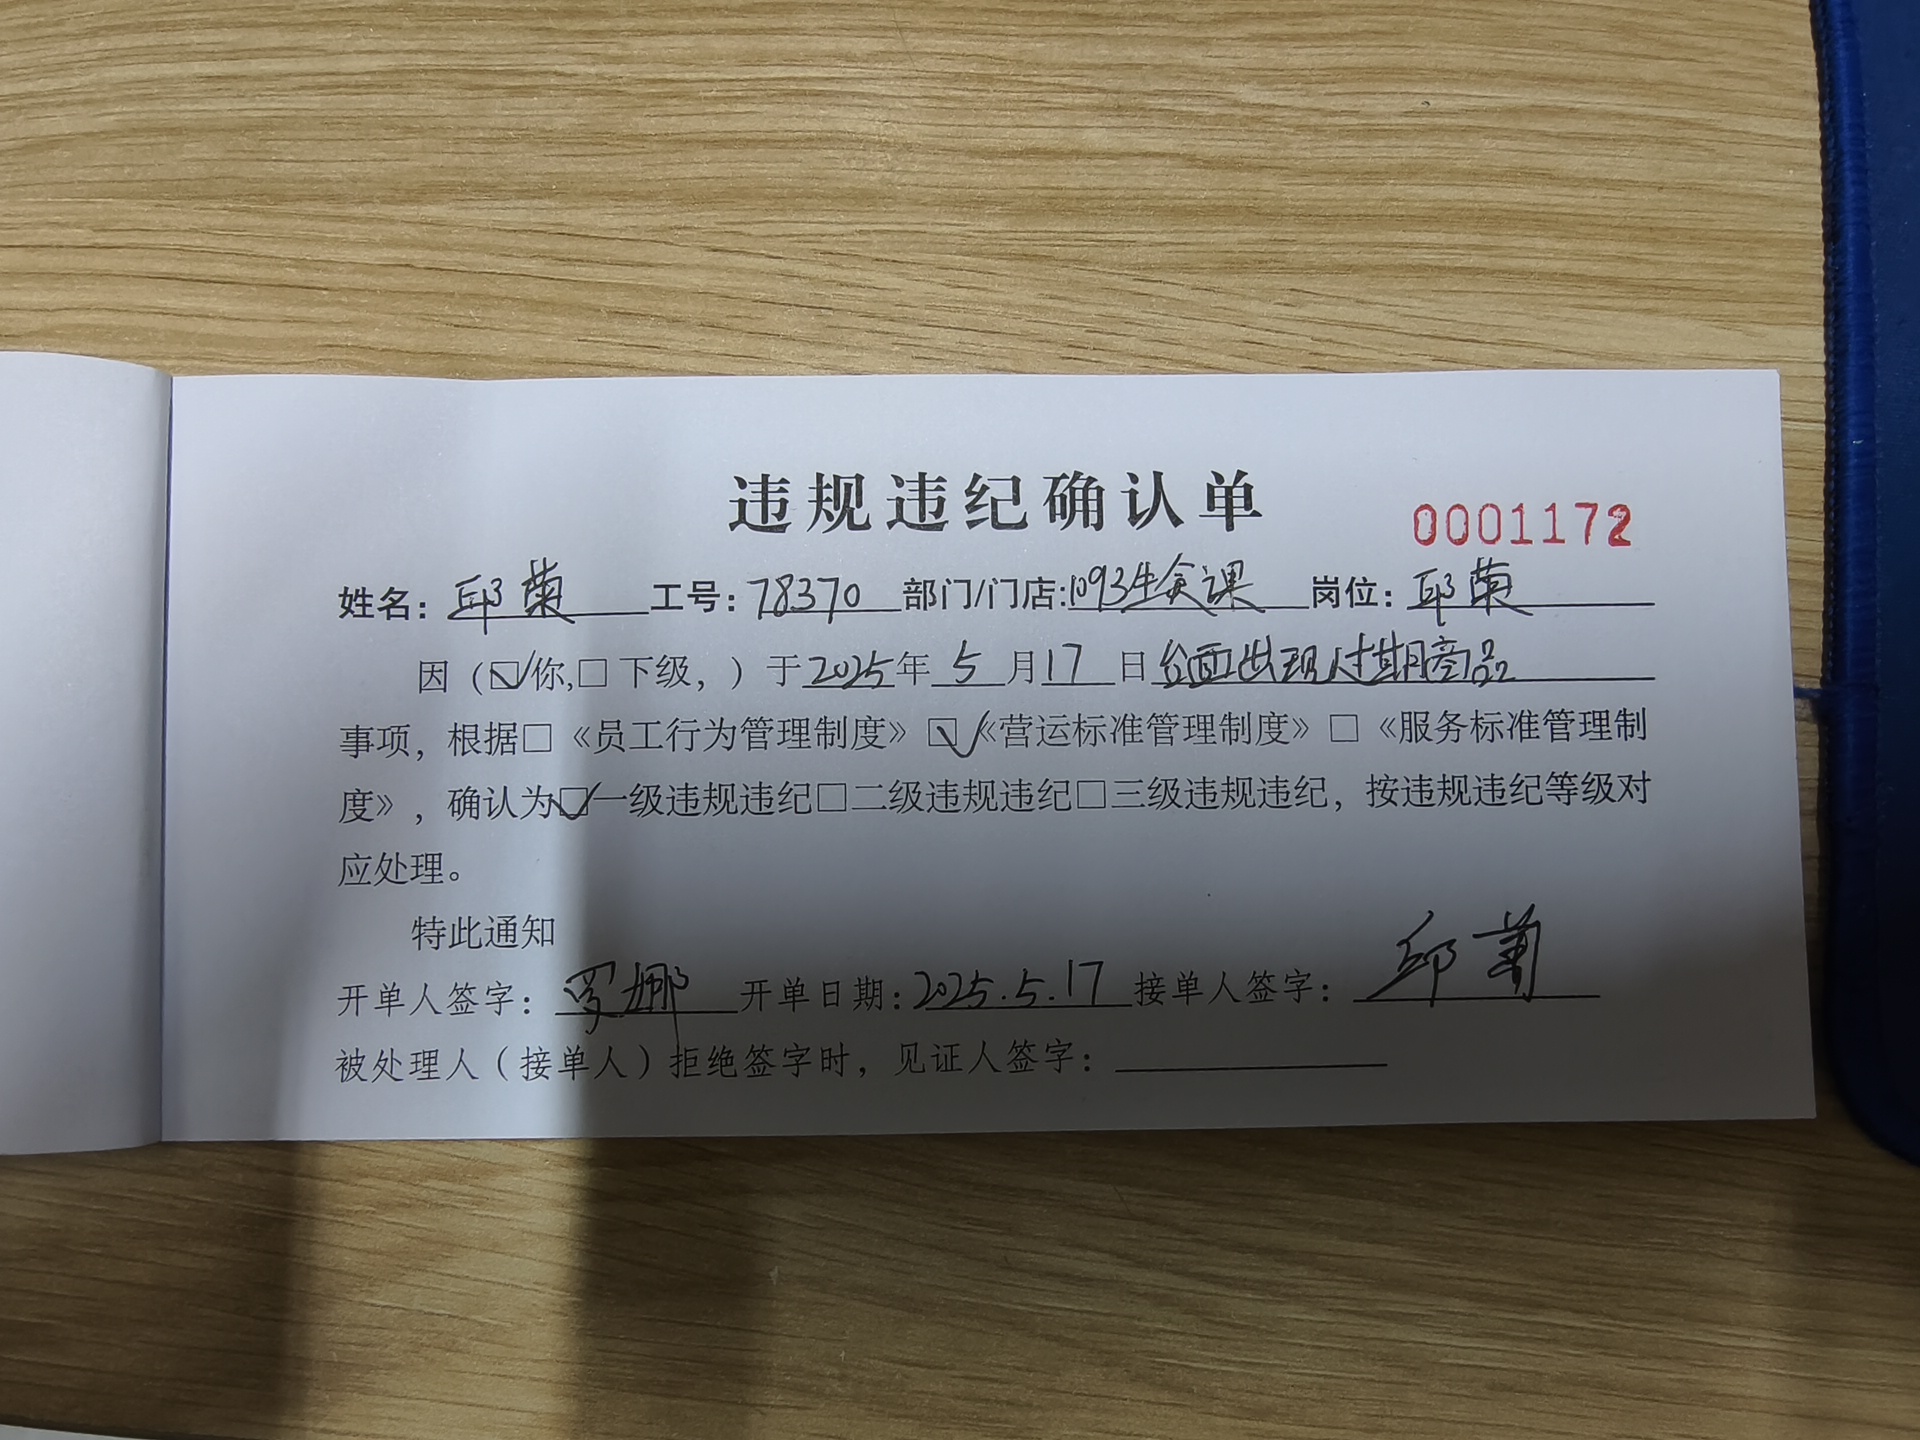 违规违纪确认单
0001172
姓名：邱菊 工号：78370 部门/门店：1093生食课 岗位：邱菊
因（☑你,□下级，）于2025年5月17日台面出现过期商品
事项，根据□《员工行为管理制度》☑《营运标准管理制度》□《服务标准管理制
度》，确认为☑一级违规违纪□二级违规违纪□三级违规违纪，按违规违纪等级对
应处理。
特此通知
开单人签字：罗娜 开单日期：2025.5.17 接单人签字：邱菊
被处理人（接单人）拒绝签字时，见证人签字：